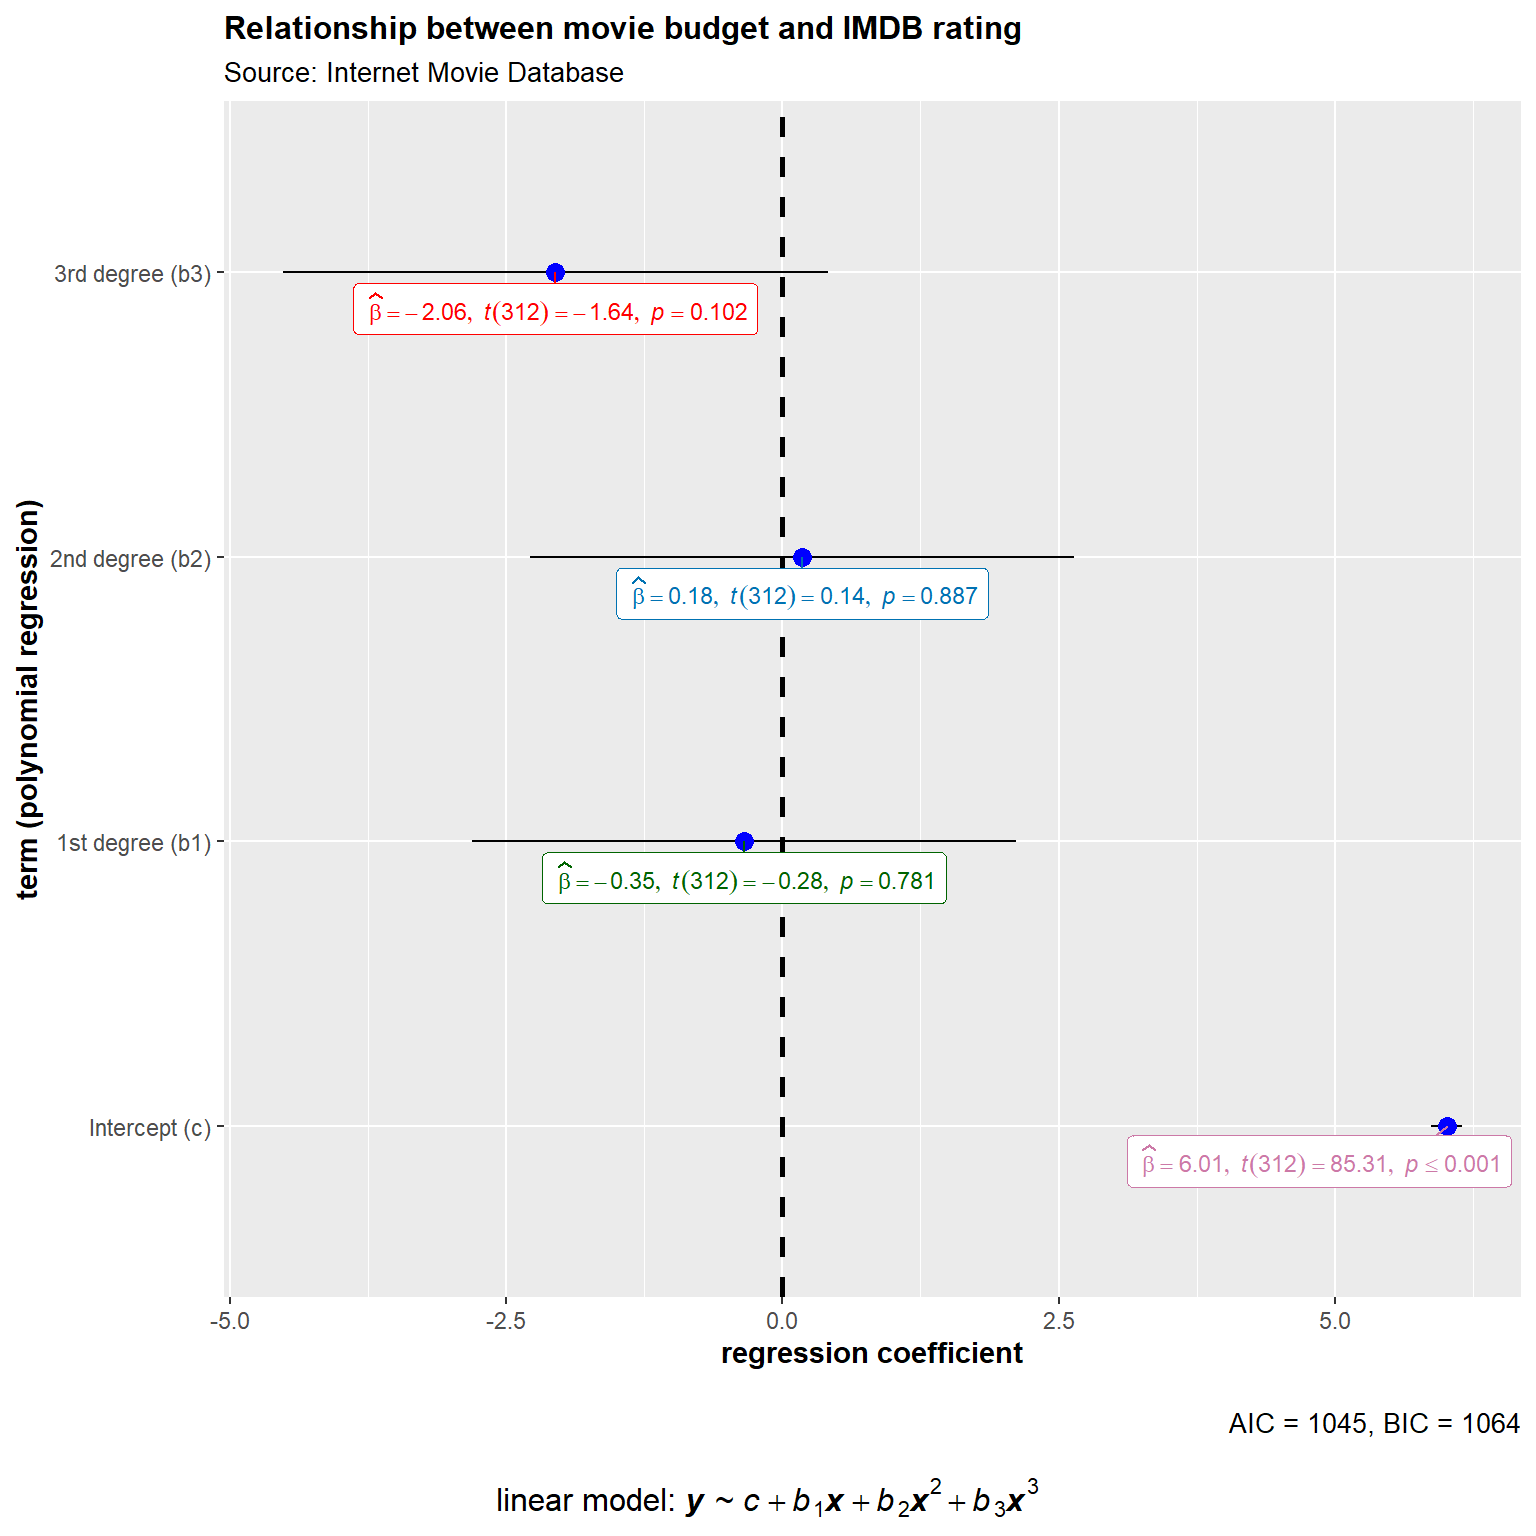 Relationship between movie budget and IMDB rating
Source: Internet Movie Database
term (polynomial regression)
3rd degree (b3)
β̂ = −2.06, t(312) = −1.64, p = 0.102
2nd degree (b2)
β̂ = 0.18, t(312) = 0.14, p = 0.887
1st degree (b1)
β̂ = −0.35, t(312) = −0.28, p = 0.781
Intercept (c)
β̂ = 6.01, t(312) = 85.31, p ≤ 0.001
-5.0 -2.5 0.0 2.5 5.0
regression coefficient
AIC = 1045, BIC = 1064
linear model: y ~ c + b₁x + b₂x² + b₃x³